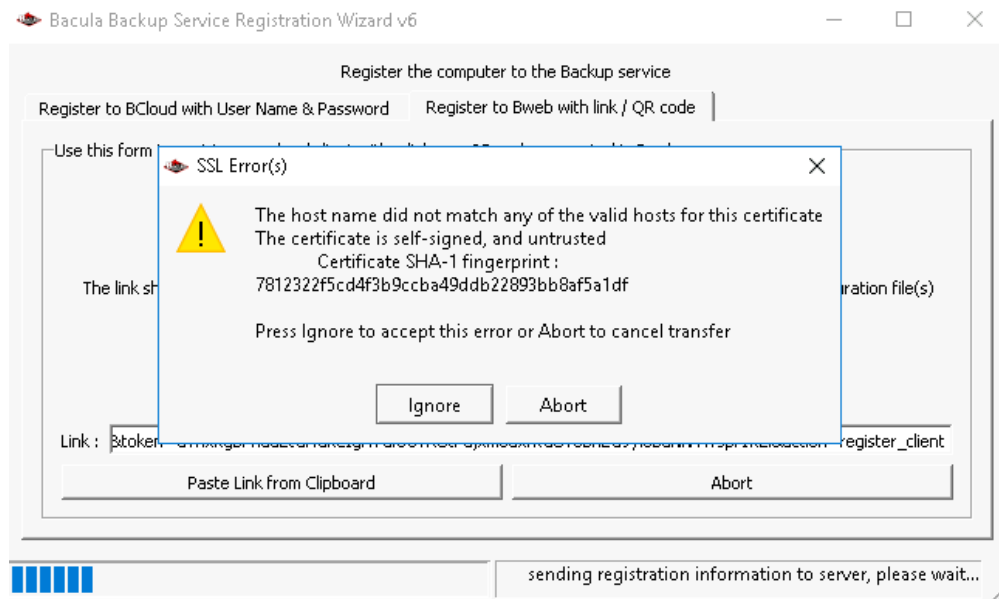 Bacula Backup Service Registration Wizard v6
Register the computer to the Backup service
Register to BCloud with User Name & Password
Register to Bweb with link / QR code
Use this form
SSL Error(s)
The host name did not match any of the valid hosts for this certificate
The certificate is self-signed, and untrusted
Certificate SHA-1 fingerprint :
7812322f5cd4f3b9ccba49ddb22893bb8af5a1df
The link
file(s)
Press Ignore to accept this error or Abort to cancel transfer
Ignore
Abort
Link :
register_client
Paste Link from Clipboard
Abort
sending registration information to server, please wait...